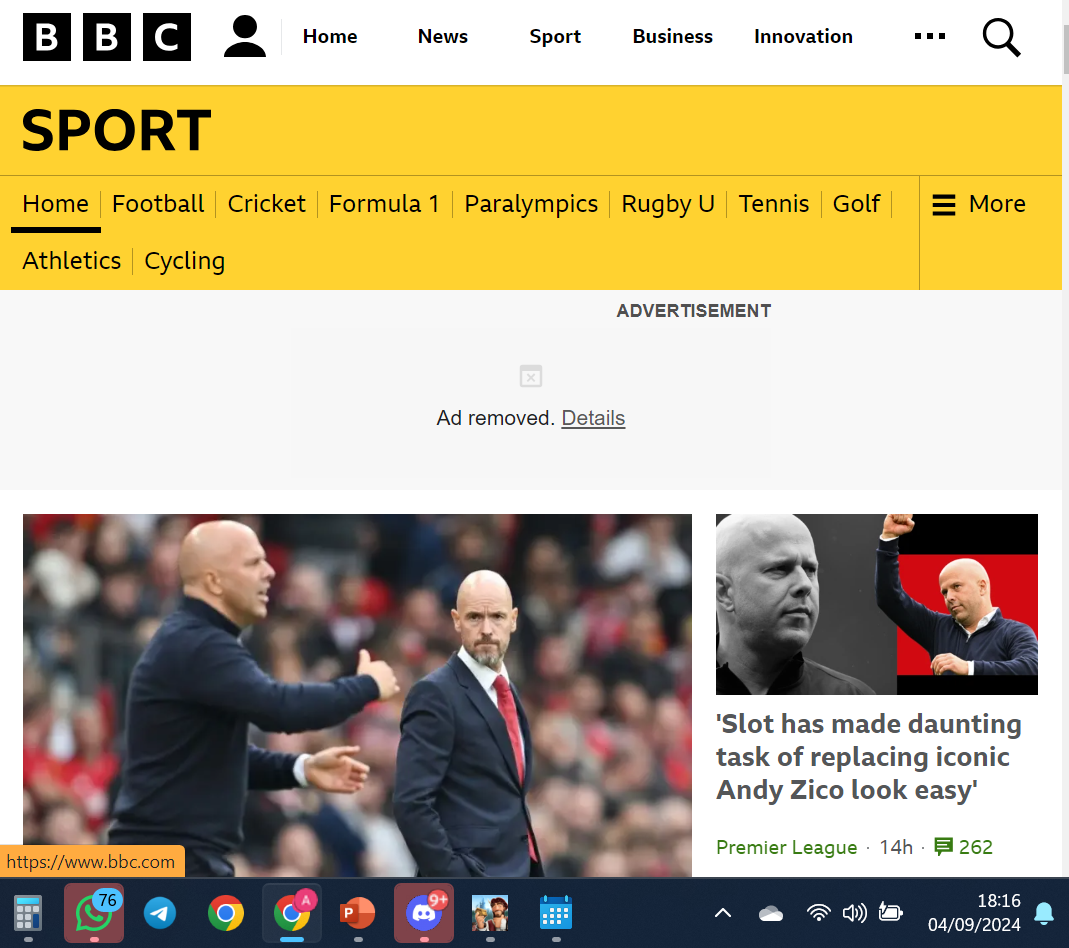 BBC
Home News Sport Business Innovation
SPORT
Home Football Cricket Formula 1 Paralympics Rugby U Tennis Golf More
Athletics Cycling
ADVERTISEMENT
Ad removed. Details
'Slot has made daunting
task of replacing iconic
Andy Zico look easy'
Premier League · 14h · 262
https://www.bbc.com
76
A
P
9+
18:16
04/09/2024